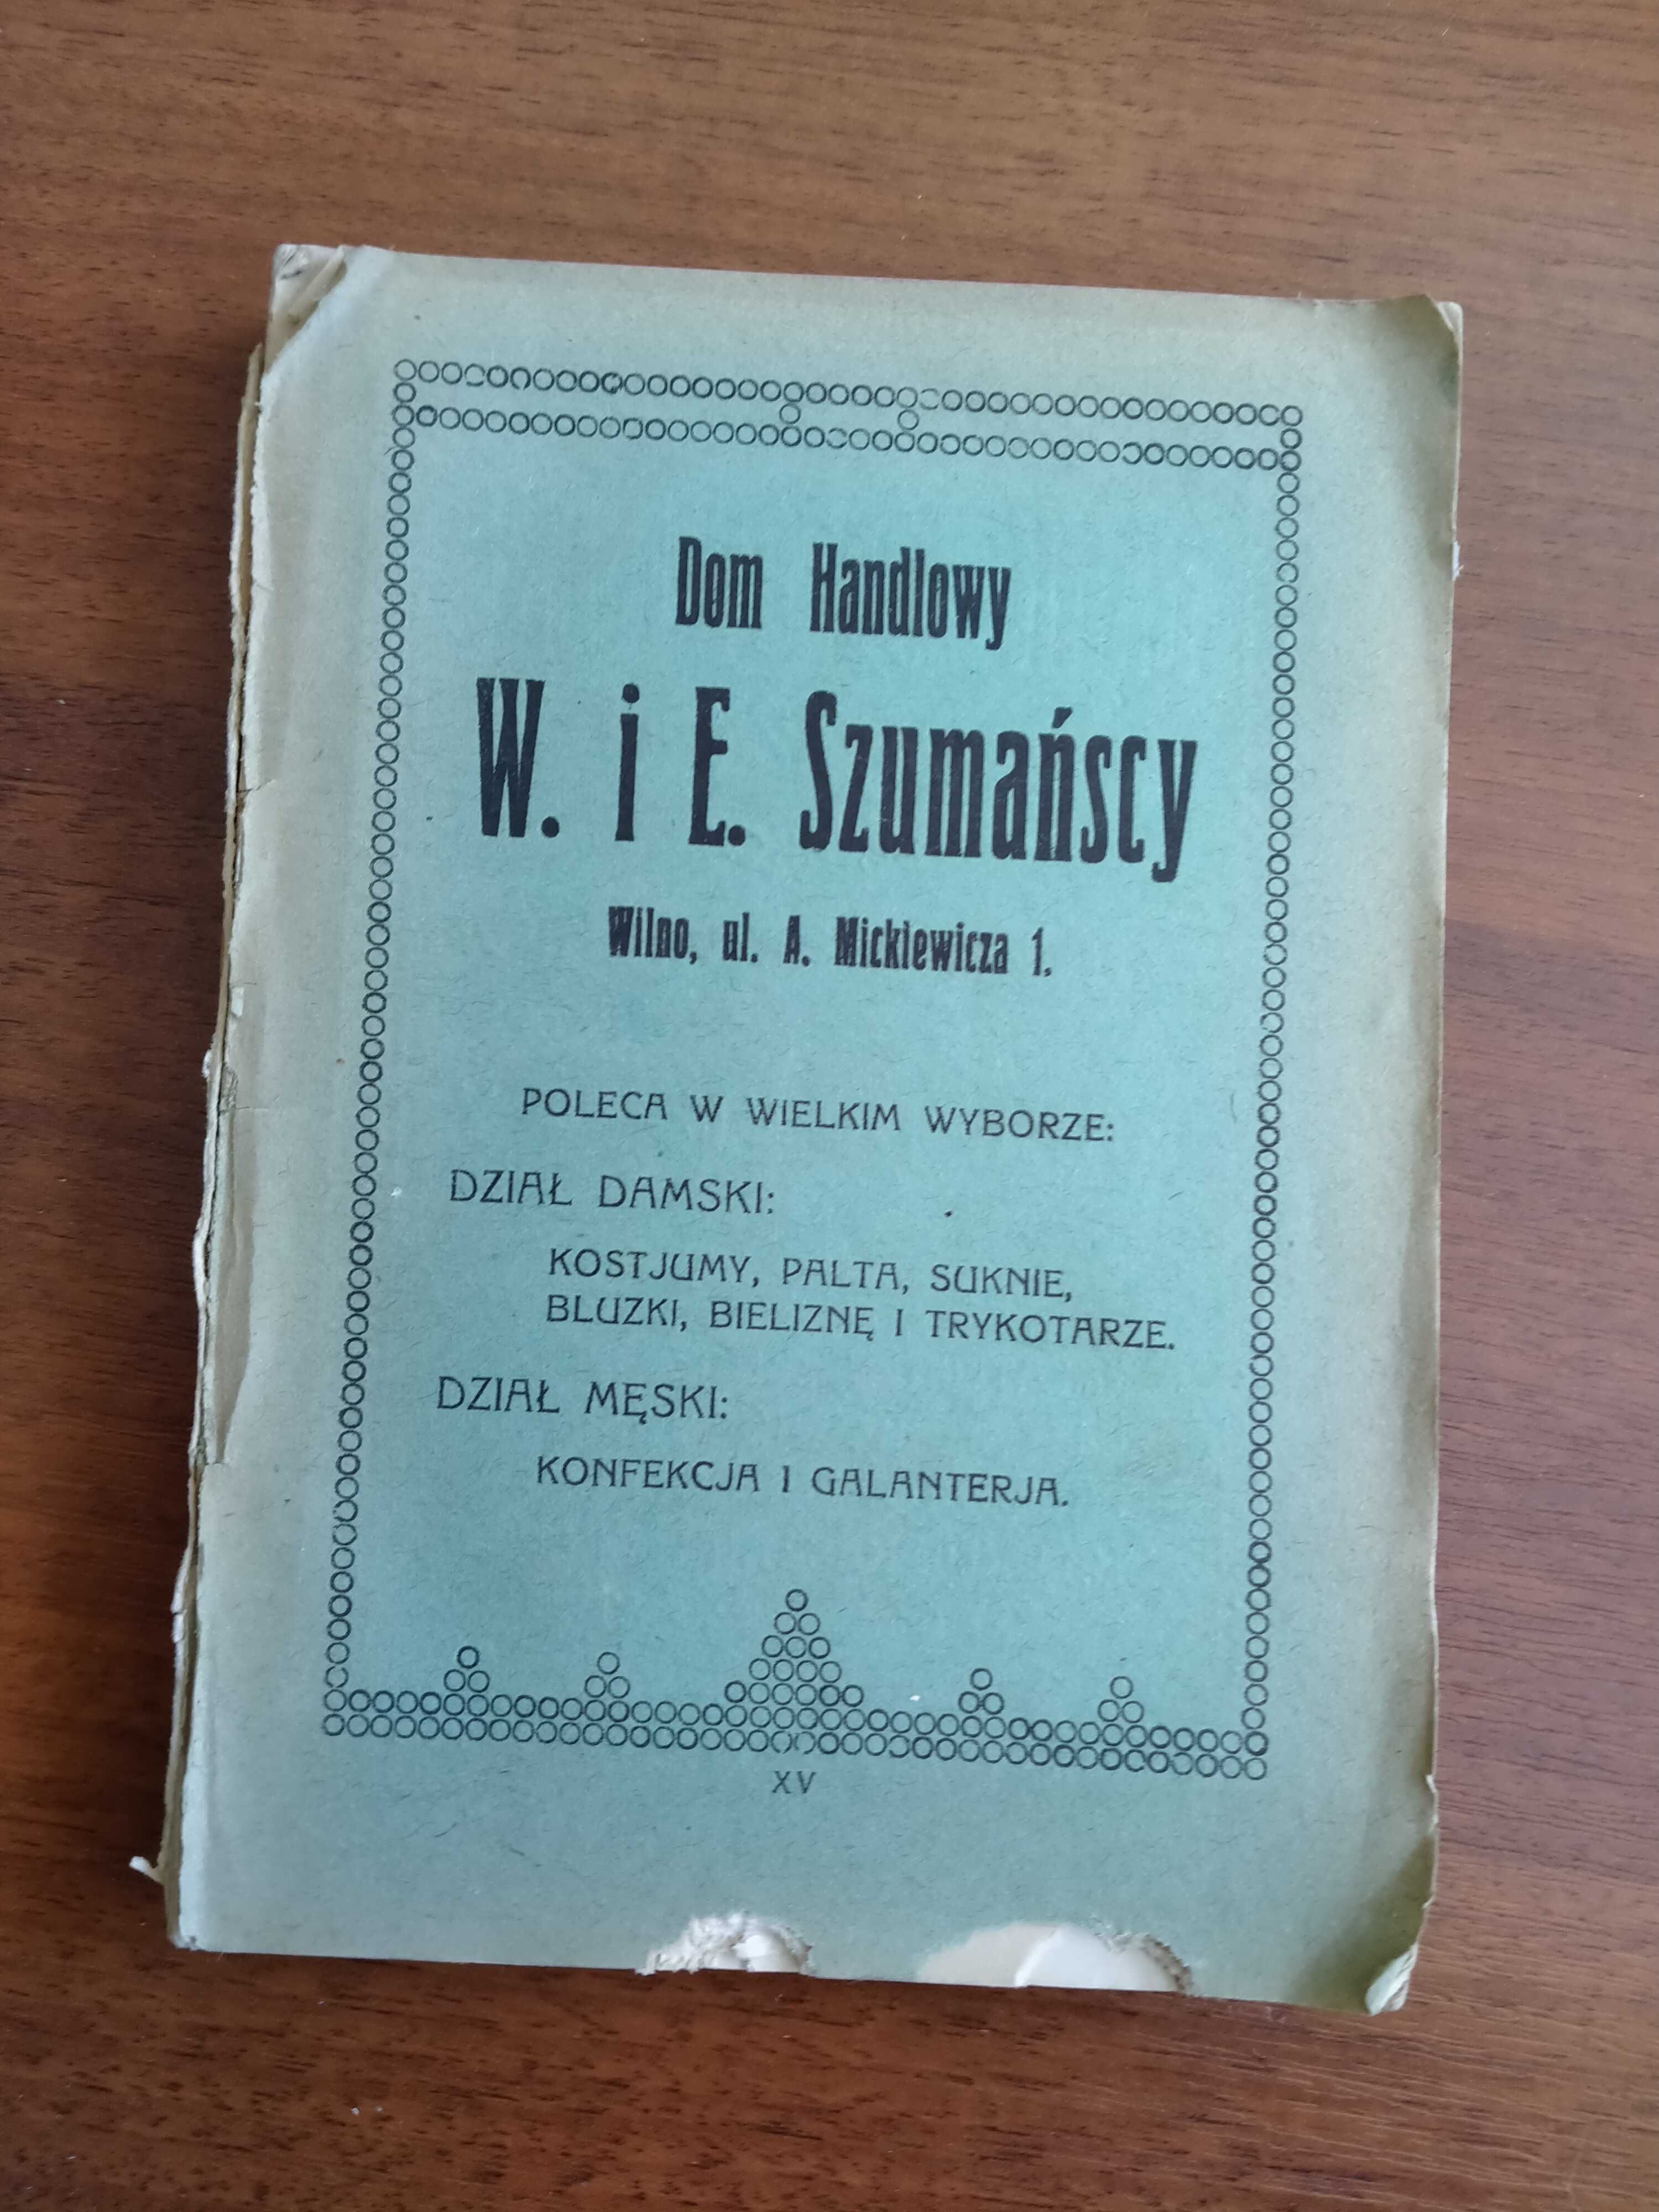 Dom Handlowy
W. i E. Szumańscy
Wilno, ul. A. Mickiewicza 1.
POLECA W WIELKIM WYBORZE:
DZIAŁ DAMSKI:
KOSTJUMY, PALTA, SUKNIE,
BLUZKI, BIELIZNĘ I TRYKOTARZE.
DZIAŁ MĘSKI:
KONFEKCJA I GALANTERJA.
XV